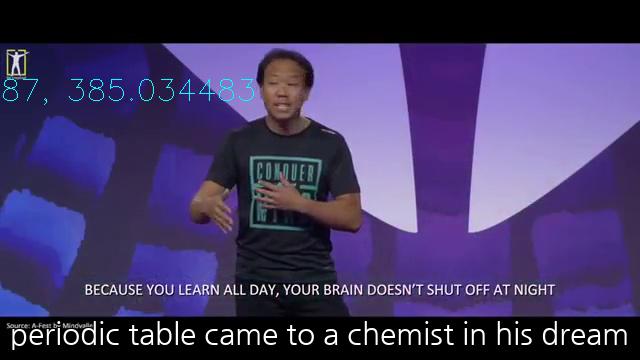 87, 385.034483
CONQUER
BECAUSE YOU LEARN ALL DAY, YOUR BRAIN DOESN'T SHUT OFF AT NIGHT
Source: A-Fest by Mindvalley
periodic table came to a chemist in his dream